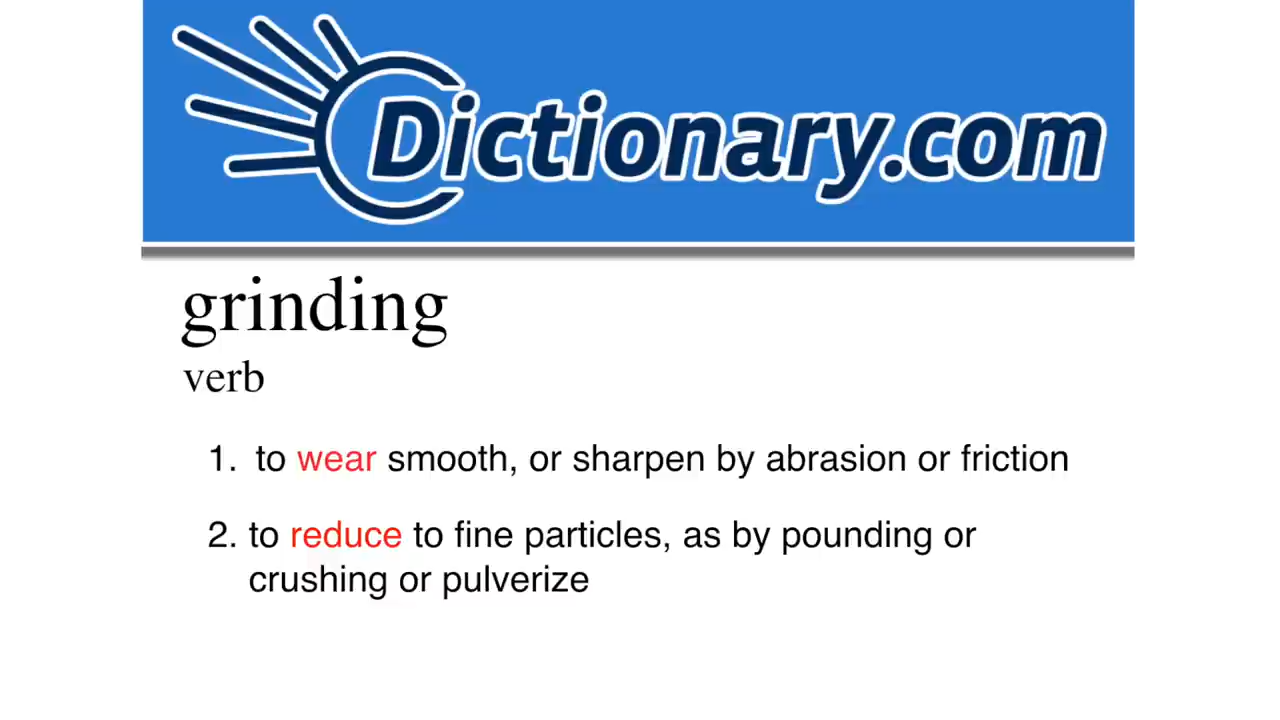 Dictionary.com
grinding
verb
1. to wear smooth, or sharpen by abrasion or friction
2. to reduce to fine particles, as by pounding or
crushing or pulverize